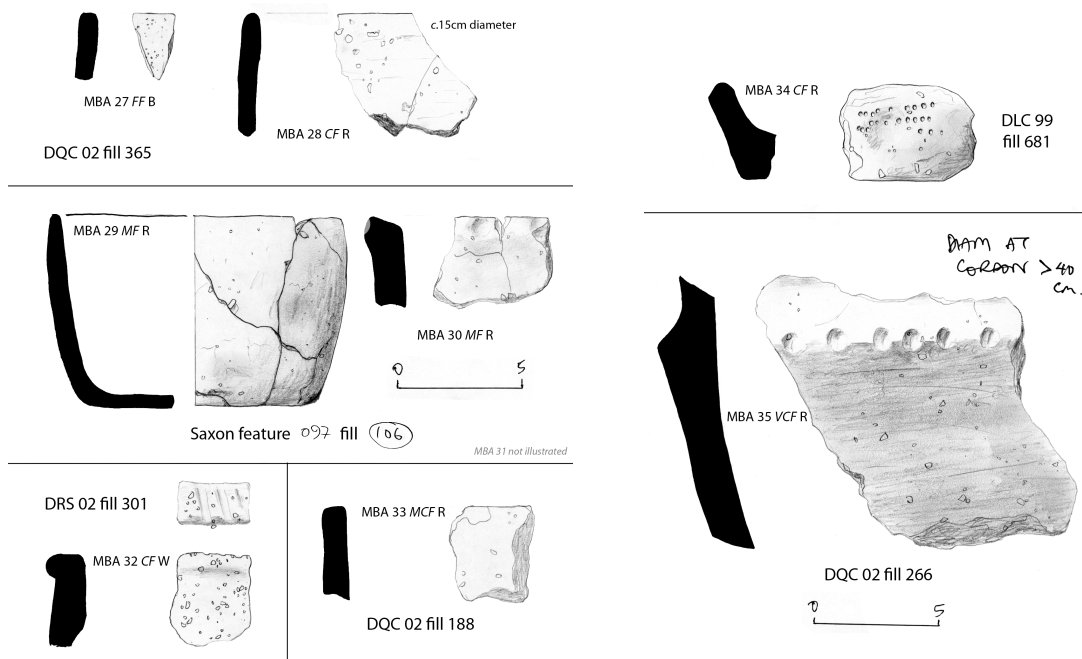 c.15cm diameter
MBA 27 FF B
MBA 28 CF R
DQC 02 fill 365
MBA 29 MF R
MBA 30 MF R
0 5
Saxon feature 097 fill 106
MBA 31 not illustrated
DRS 02 fill 301
MBA 32 CF W
MBA 33 MCF R
DQC 02 fill 188
MBA 34 CF R
DLC 99
fill 681
DIAM AT
CORDON > 40
cm.
MBA 35 VCF R
DQC 02 fill 266
0 5